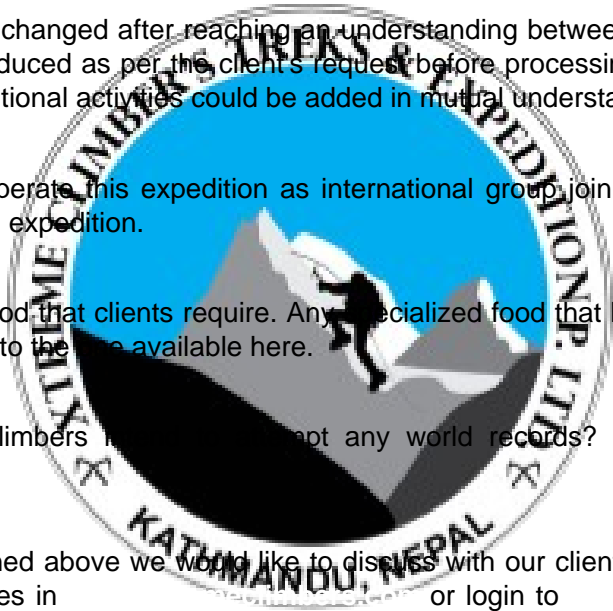 changed after reaching an understanding between
duced as per the client's request before processin
tional activities could be added in mutual understa
perate this expedition as international group join
expedition.
od that clients require. Any specialized food that
to the available here.
limbers any world records?
ned above we would like to discuss with our clien
es in or login to
XTREME CLIMBER'S TREKS & EXPEDITION P. LTD.
KATHMANDU, NEPAL